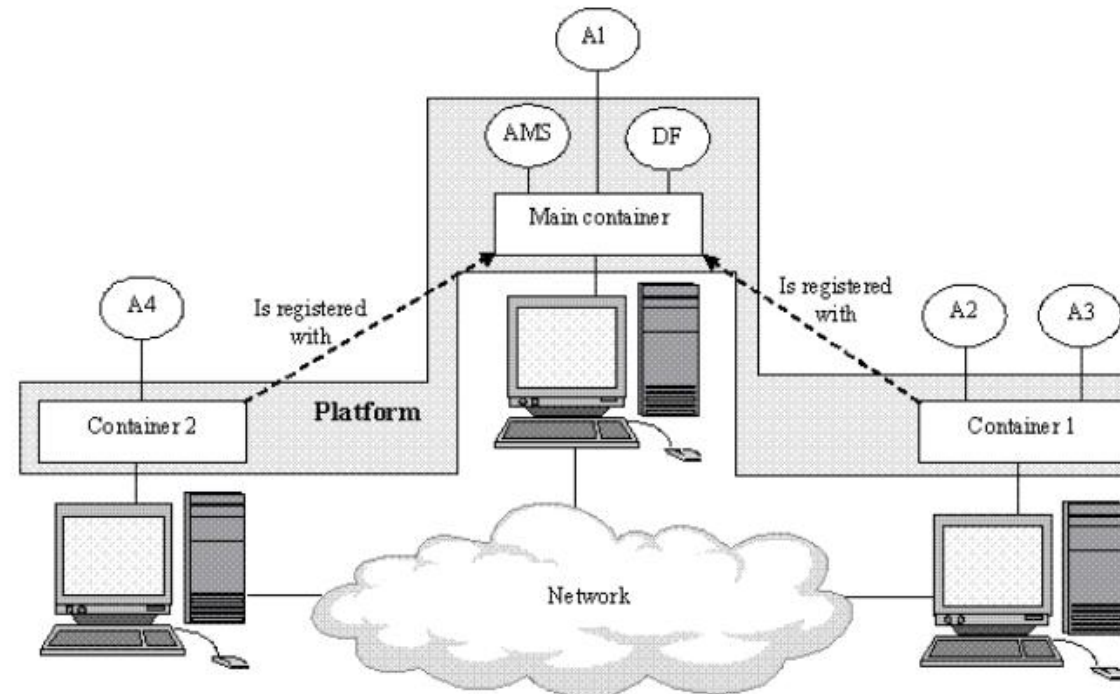 A1
AMS
DF
Main container
A4
Is registered
with
Is registered
with
A2
A3
Platform
Container 2
Container 1
Network